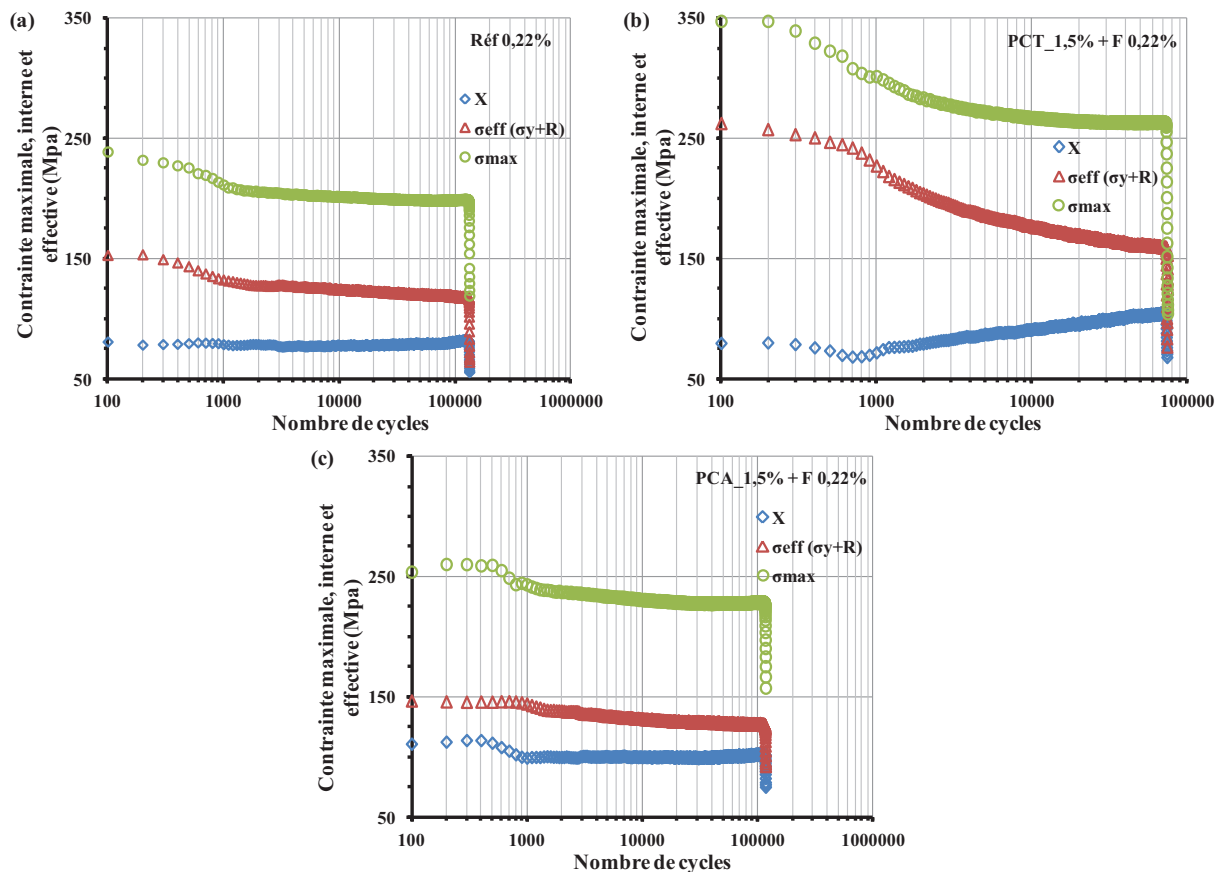 (a)
Contrainte maximale, interne et
effective (Mpa)
350
250
150
50
Réf 0,22%
X
σeff (σy+R)
σmax
100
1000
10000
100000
1000000
Nombre de cycles
(b)
Contrainte maximale, interne et
effective (Mpa)
350
250
150
50
PCT_1,5% + F 0,22%
X
σeff (σy+R)
σmax
100
1000
10000
100000
Nombre de cycles
(c)
Contrainte maximale, interne et
effective (Mpa)
350
250
150
50
PCA_1,5% + F 0,22%
X
σeff (σy+R)
σmax
100
1000
10000
100000
1000000
Nombre de cycles